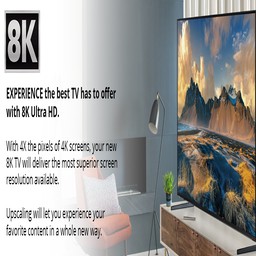 8K
EXPERIENCE the best TV has to offer
with 8K Ultra HD.
With 4X the pixels of 4K screens, your new
8K TV will deliver the most superior screen
resolution available.
Upscaling will let you experience your
favorite content in a whole new way.